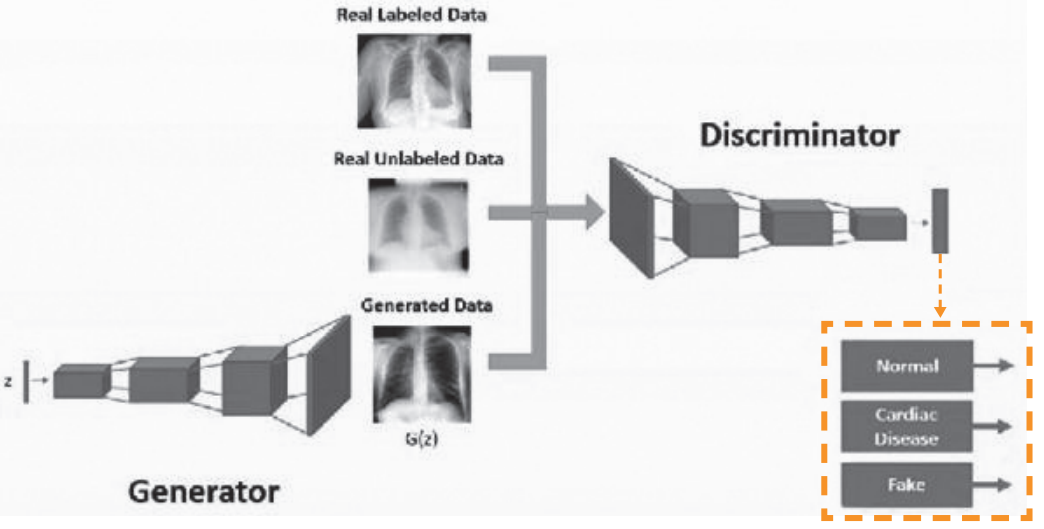 Real Labeled Data
Real Unlabeled Data
Generated Data
z
G(z)
Generator
Discriminator
Normal
Cardiac
Disease
Fake